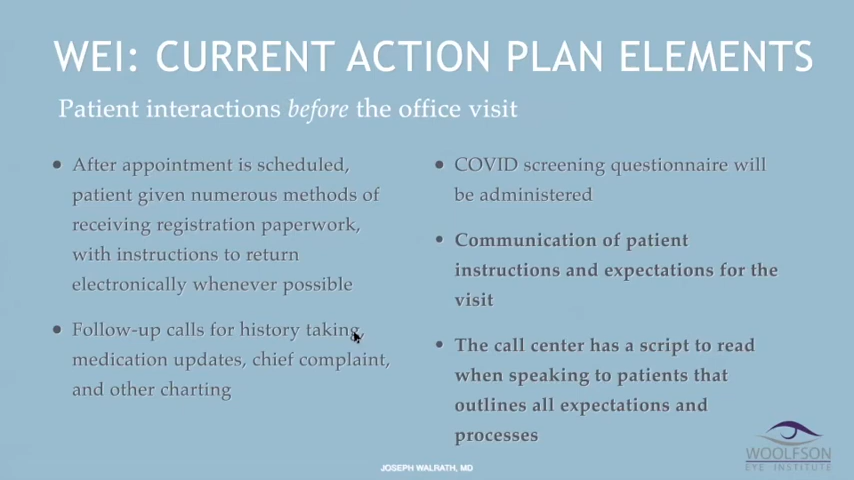 WEI: CURRENT ACTION PLAN ELEMENTS
Patient interactions before the office visit
• After appointment is scheduled,
patient given numerous methods of
receiving registration paperwork,
with instructions to return
electronically whenever possible
• Follow-up calls for history taking,
medication updates, chief complaint,
and other charting
• COVID screening questionnaire will
be administered
• Communication of patient
instructions and expectations for the
visit
• The call center has a script to read
when speaking to patients that
outlines all expectations and
processes
WOOLFSON
EYE INSTITUTE
JOSEPH WALRATH, MD